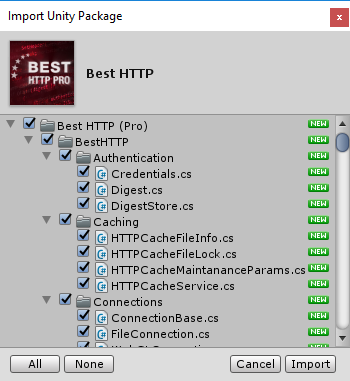 Import Unity Package
x
BEST
HTTP PRO
Best HTTP
Best HTTP (Pro) NEW
BestHTTP NEW
Authentication NEW
C# Credentials.cs NEW
C# Digest.cs NEW
C# DigestStore.cs NEW
Caching NEW
C# HTTPCacheFileInfo.cs NEW
C# HTTPCacheFileLock.cs NEW
C# HTTPCacheMaintananceParams.cs NEW
C# HTTPCacheService.cs NEW
Connections NEW
C# ConnectionBase.cs NEW
C# FileConnection.cs NEW
All None Cancel Import